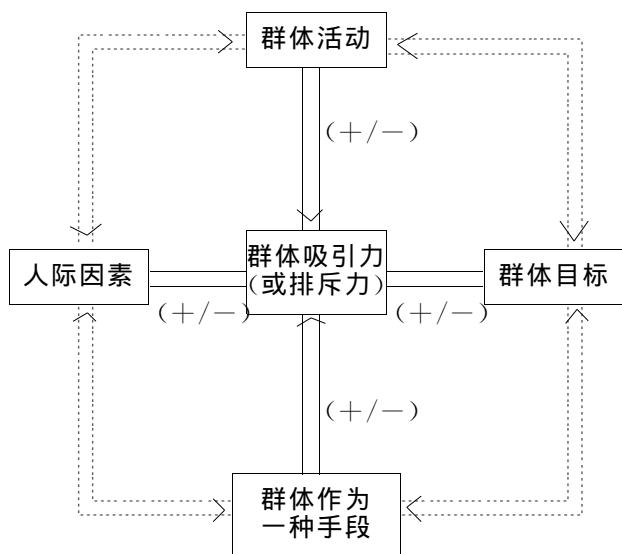 群体活动
(+/-)
人际因素
群体吸引力
(或排斥力)
群体目标
(+/-)
(+/-)
(+/-)
群体作为
一种手段